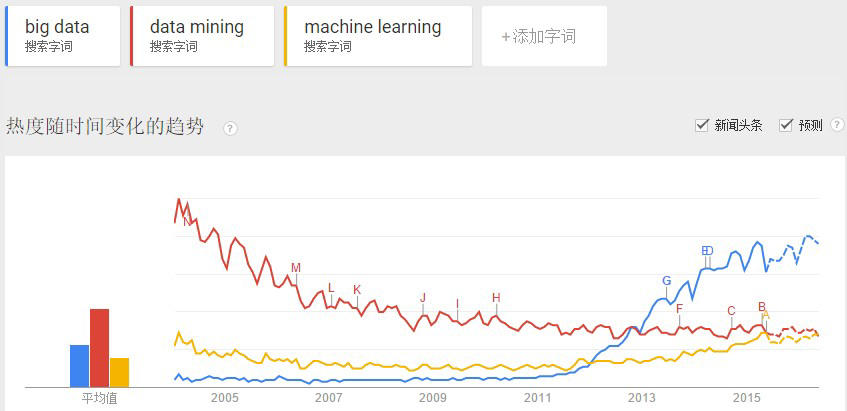 big data
搜索字词
data mining
搜索字词
machine learning
搜索字词
+添加字词
热度随时间变化的趋势 ?
新闻头条
预测 ?
N
M
L
K
J
I
H
G
F
E
D
C
B
A
平均值
2005 2007 2009 2011 2013 2015